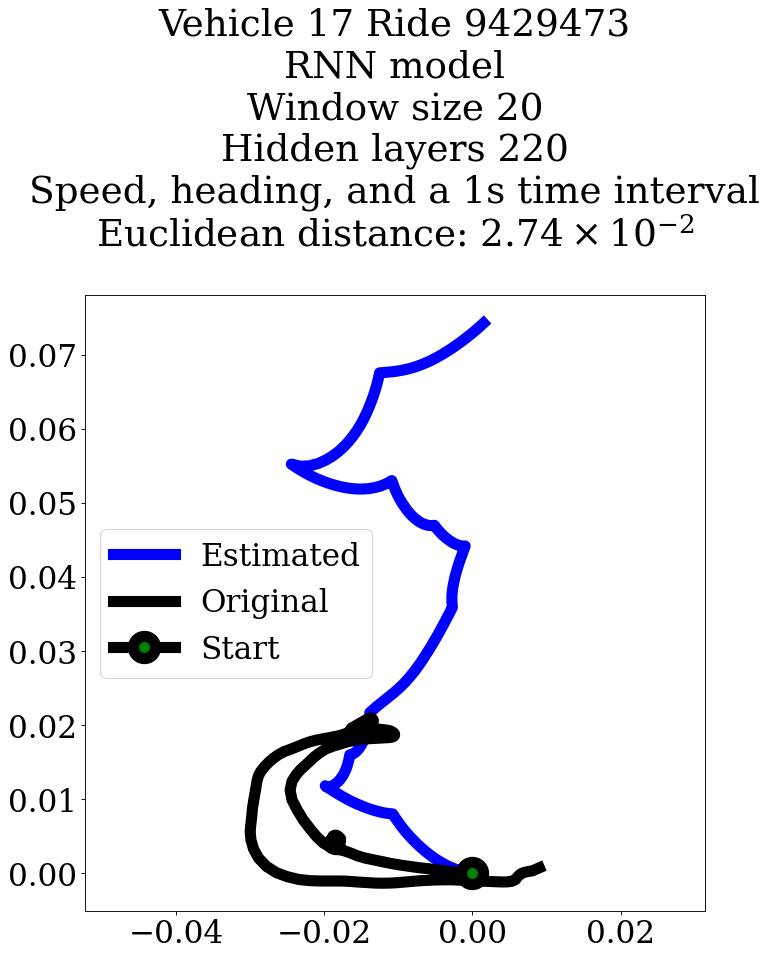 Vehicle 17 Ride 9429473
RNN model
Window size 20
Hidden layers 220
Speed, heading, and a 1s time interval
Euclidean distance: 2.74 × 10⁻²
0.07
0.06
0.05
0.04
0.03
0.02
0.01
0.00
Estimated
Original
Start
−0.04 −0.02 0.00 0.02